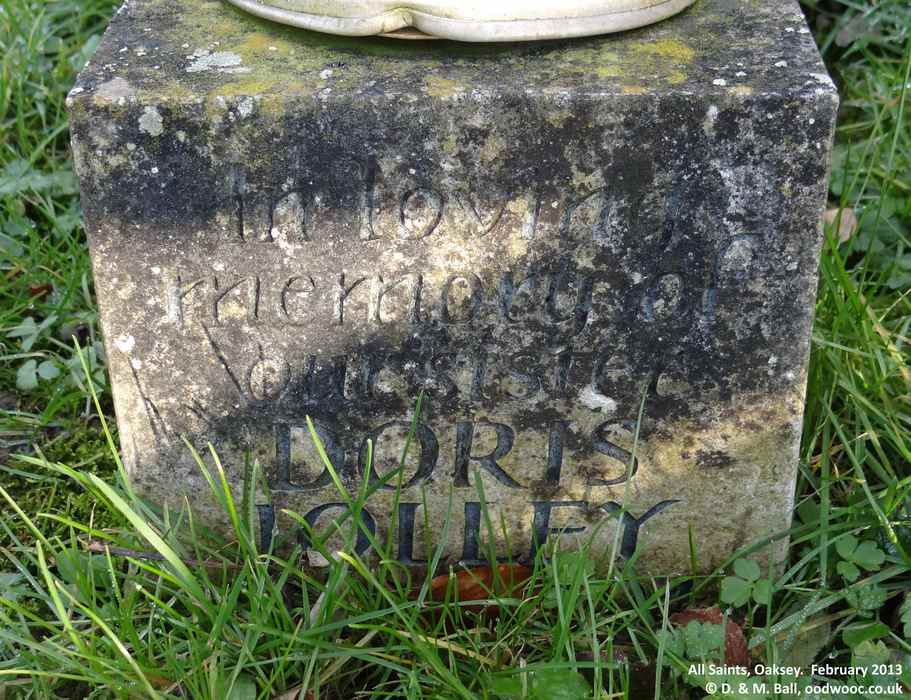 In loving
memory of
our sister
DORIS
JOLLEY
All Saints, Oaksey. February 2013
© D. & M. Ball, oodwooc.co.uk